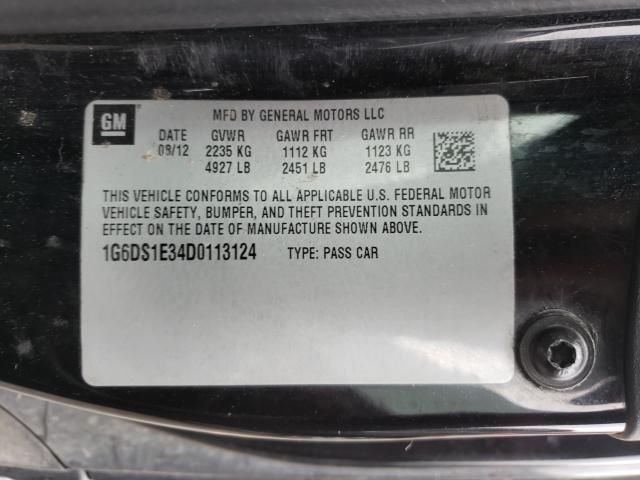 GM
MFD BY GENERAL MOTORS LLC
DATE GVWR GAWR FRT GAWR RR
08/12 2235 KG 1112 KG 1123 KG
4927 LB 2451 LB 2476 LB
THIS VEHICLE CONFORMS TO ALL APPLICABLE U.S. FEDERAL MOTOR
VEHICLE SAFETY, BUMPER, AND THEFT PREVENTION STANDARDS IN
EFFECT ON THE DATE OF MANUFACTURE SHOWN ABOVE.
1G6DS1E34D0113124 TYPE: PASS CAR